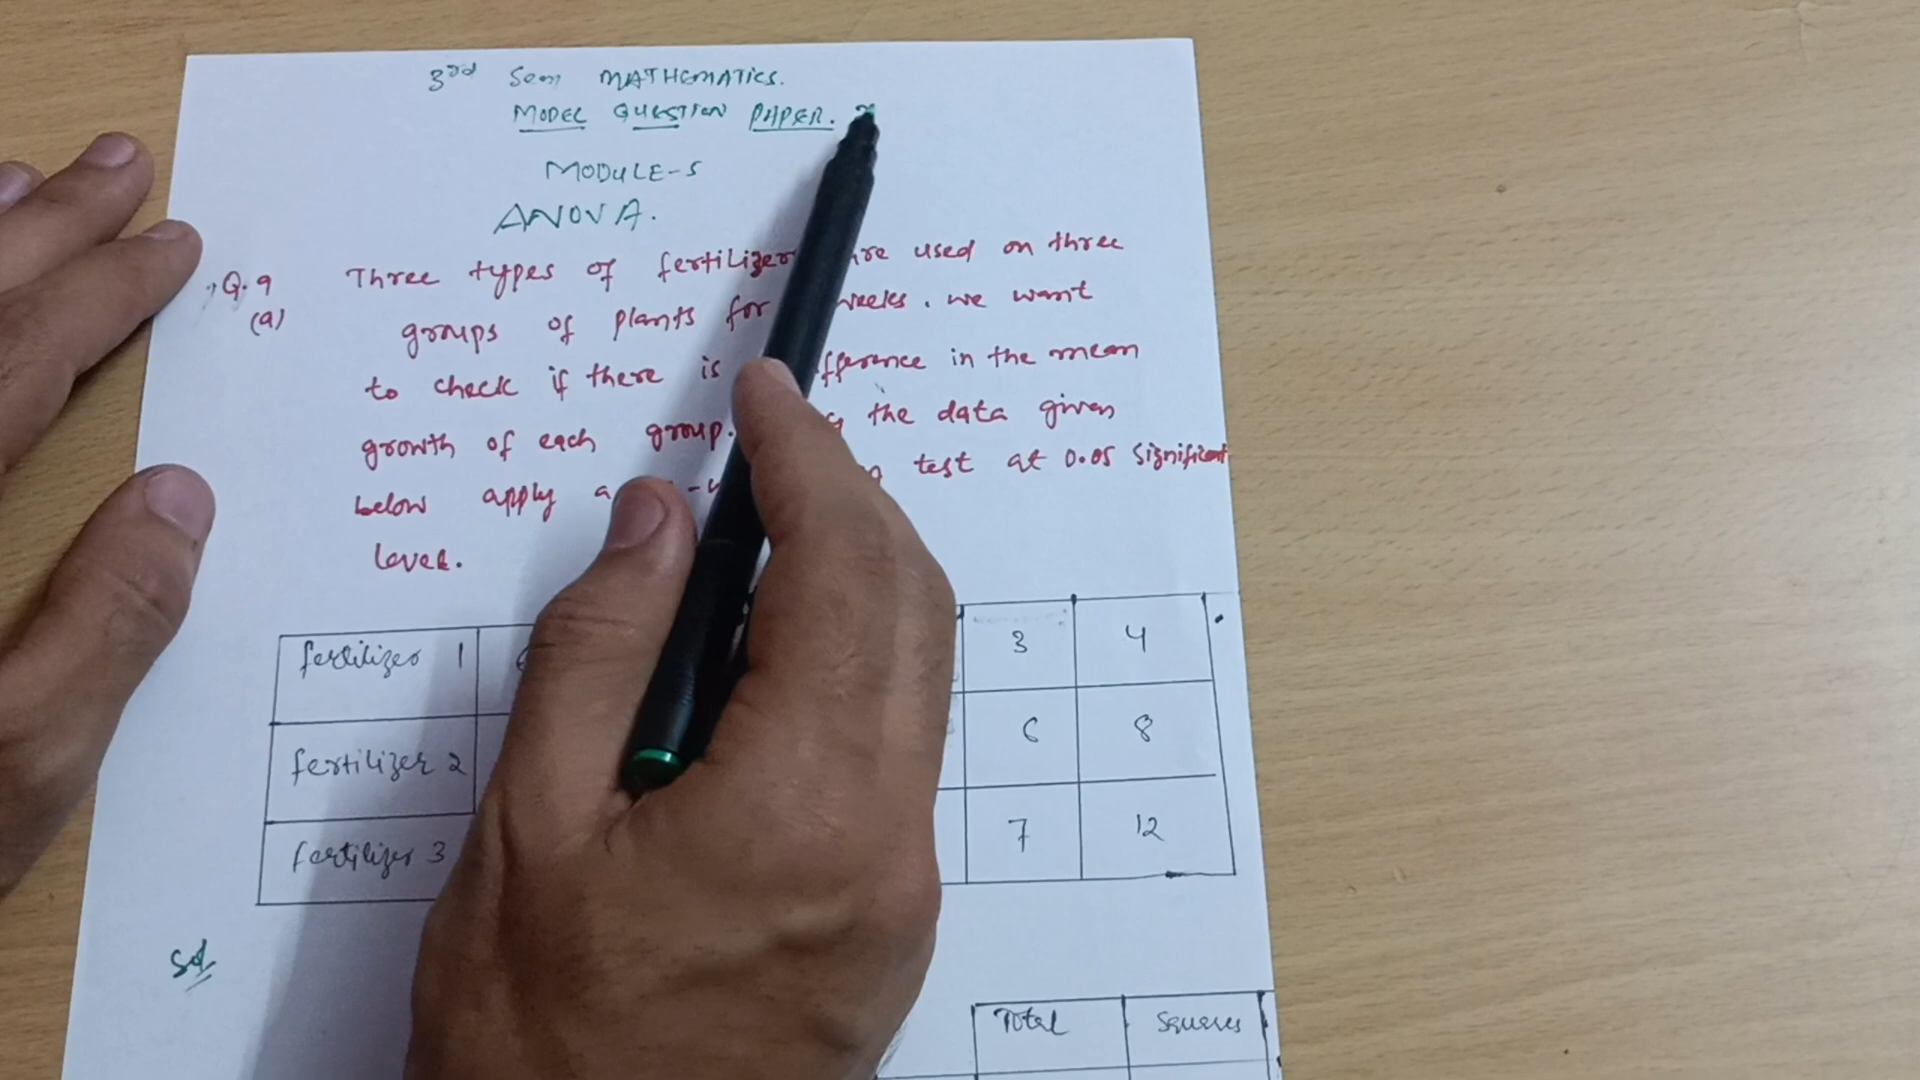 3rd Sem MATHEMATICS.
MODEL QUESTION PAPER.
MODULE-5
ANOVA.
Q.9 Three types of fertilizer are used on three
(a) groups of plants for weeks. we want
to check if there is difference in the mean
growth of each group. the data given
below apply a test at 0.05 significant
level.
fertilizer 1 3 4
fertilizer 2 6 8
fertilizer 3 7 12
Sol
Total Squares